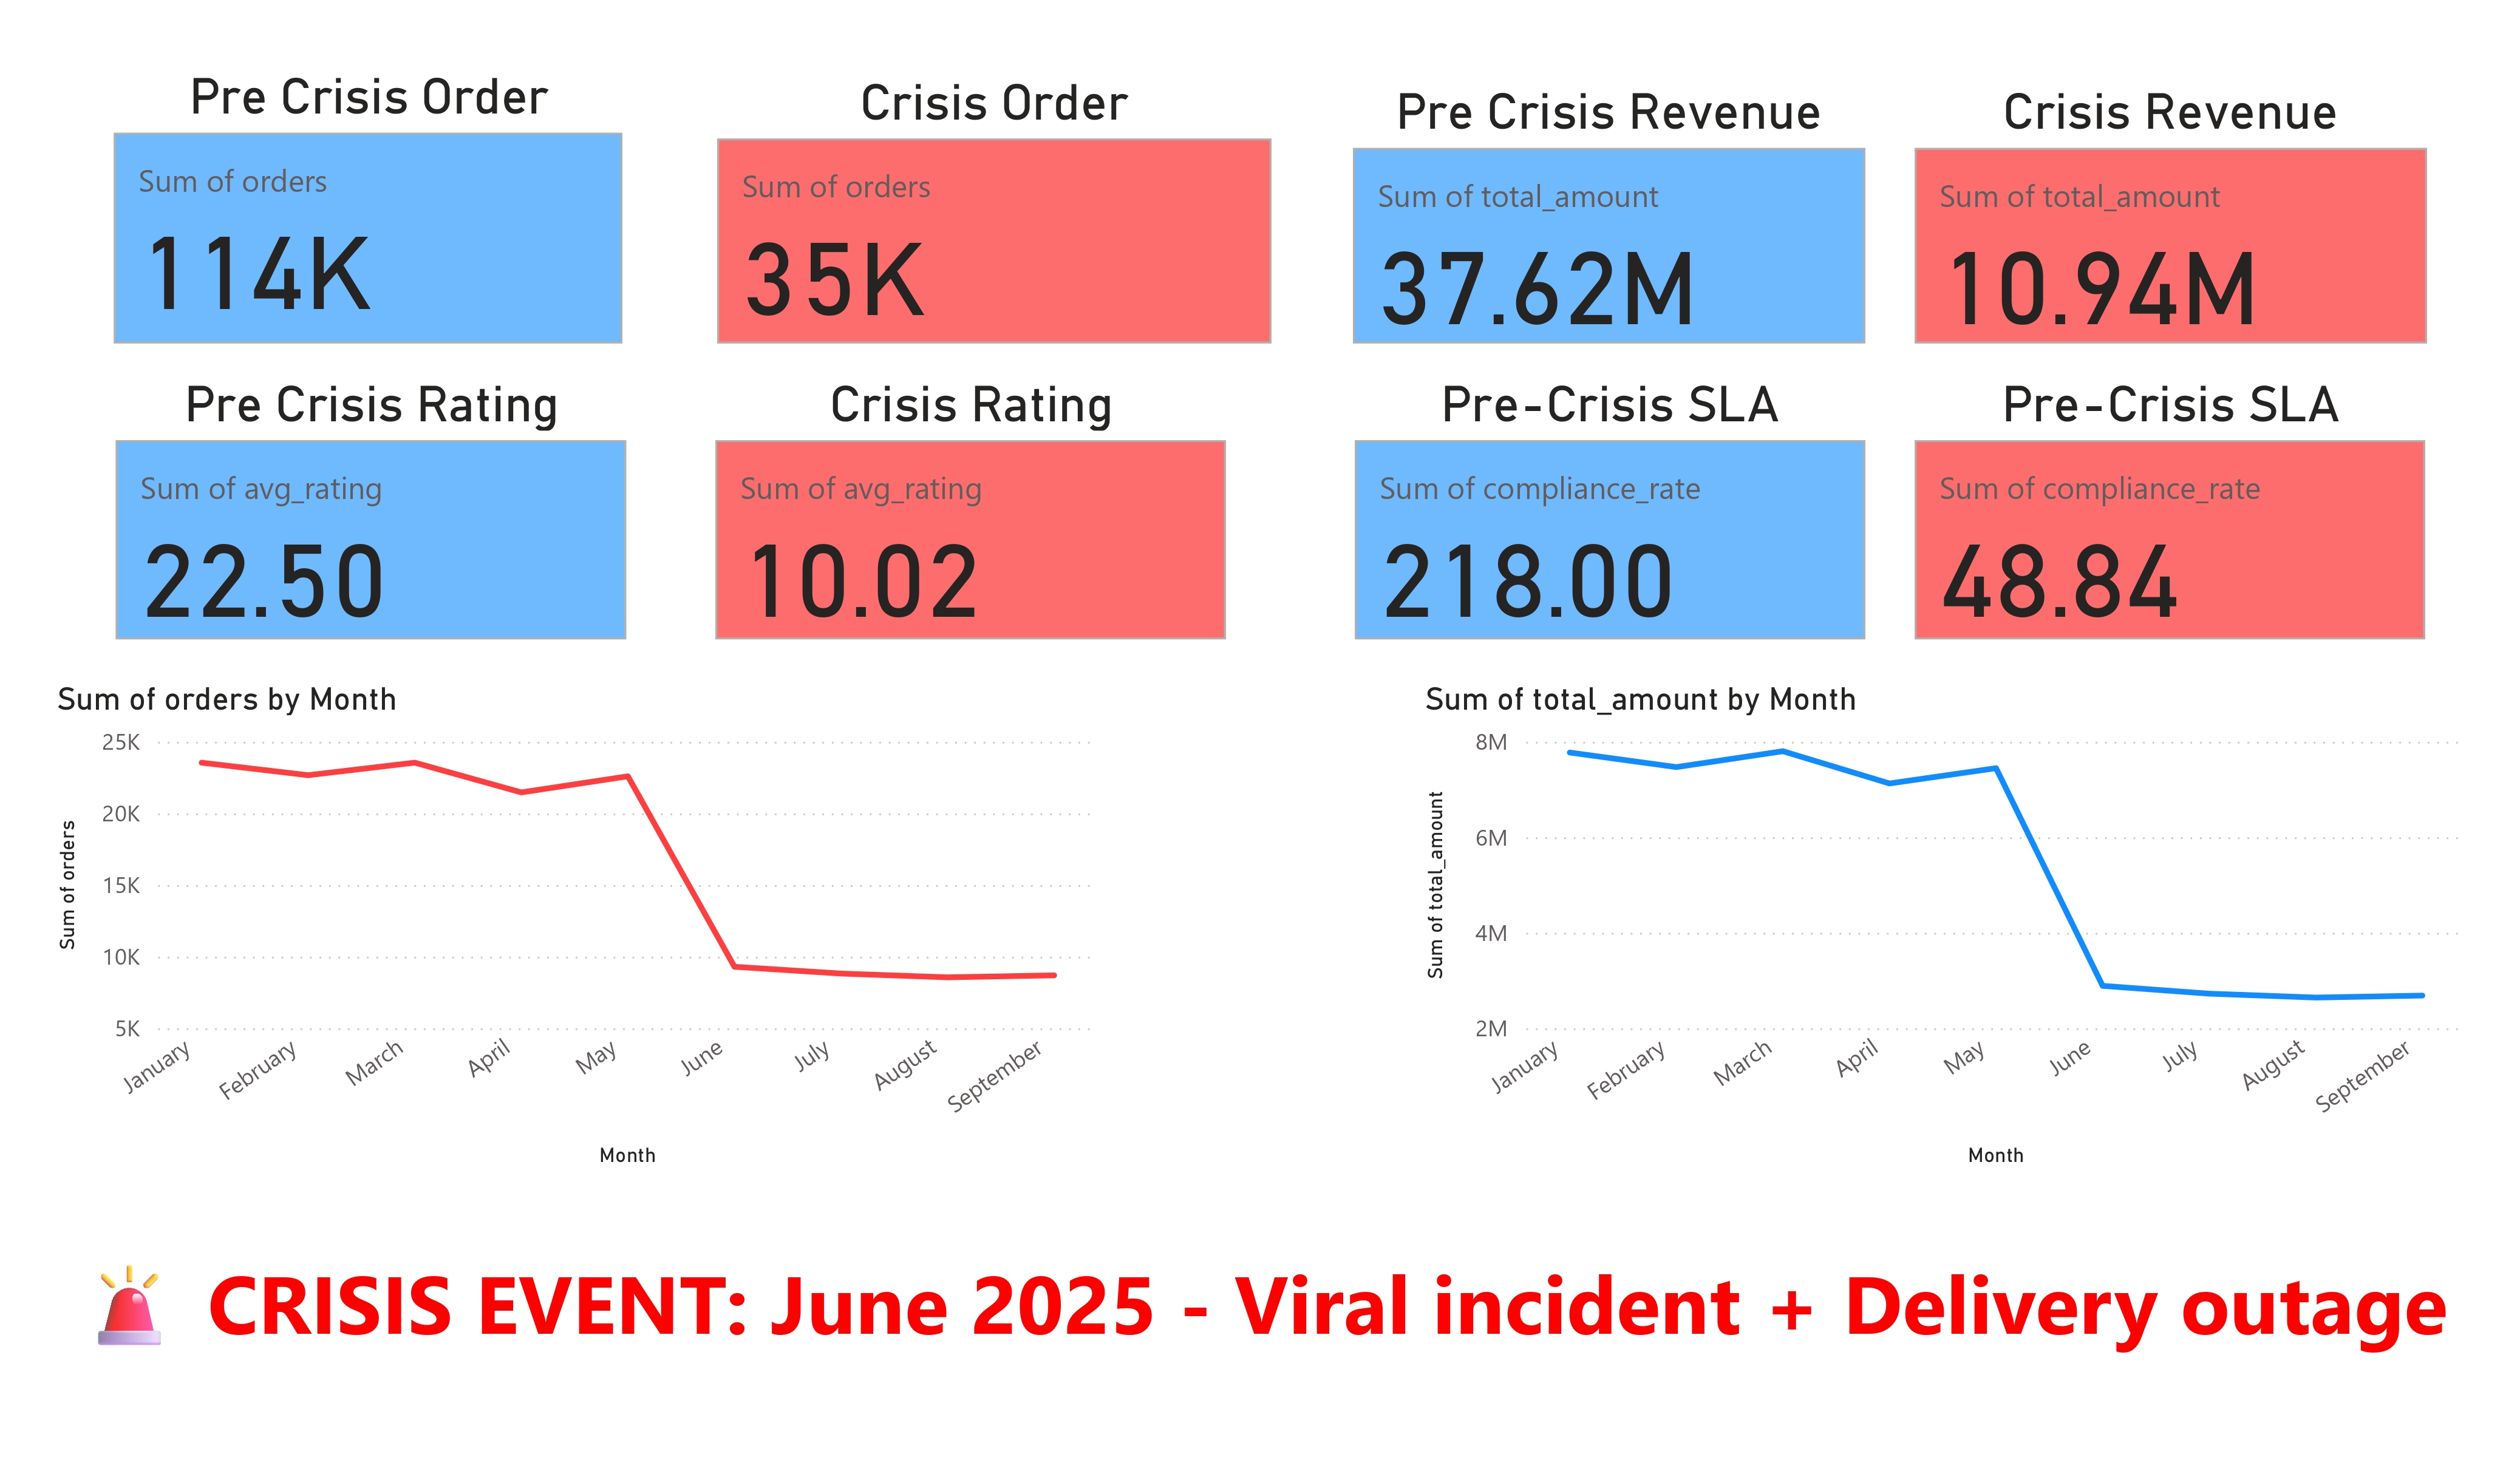 Pre Crisis Order
Sum of orders
114K
Crisis Order
Sum of orders
35K
Pre Crisis Revenue
Sum of total_amount
37.62M
Crisis Revenue
Sum of total_amount
10.94M
Pre Crisis Rating
Sum of avg_rating
22.50
Crisis Rating
Sum of avg_rating
10.02
Pre-Crisis SLA
Sum of compliance_rate
218.00
Pre-Crisis SLA
Sum of compliance_rate
48.84
Sum of orders by Month
Sum of orders
25K
20K
15K
10K
5K
January
February
March
April
May
June
July
August
September
Month
Sum of total_amount by Month
Sum of total_amount
8M
6M
4M
2M
January
February
March
April
May
June
July
August
September
Month
🚨 CRISIS EVENT: June 2025 - Viral incident + Delivery outage